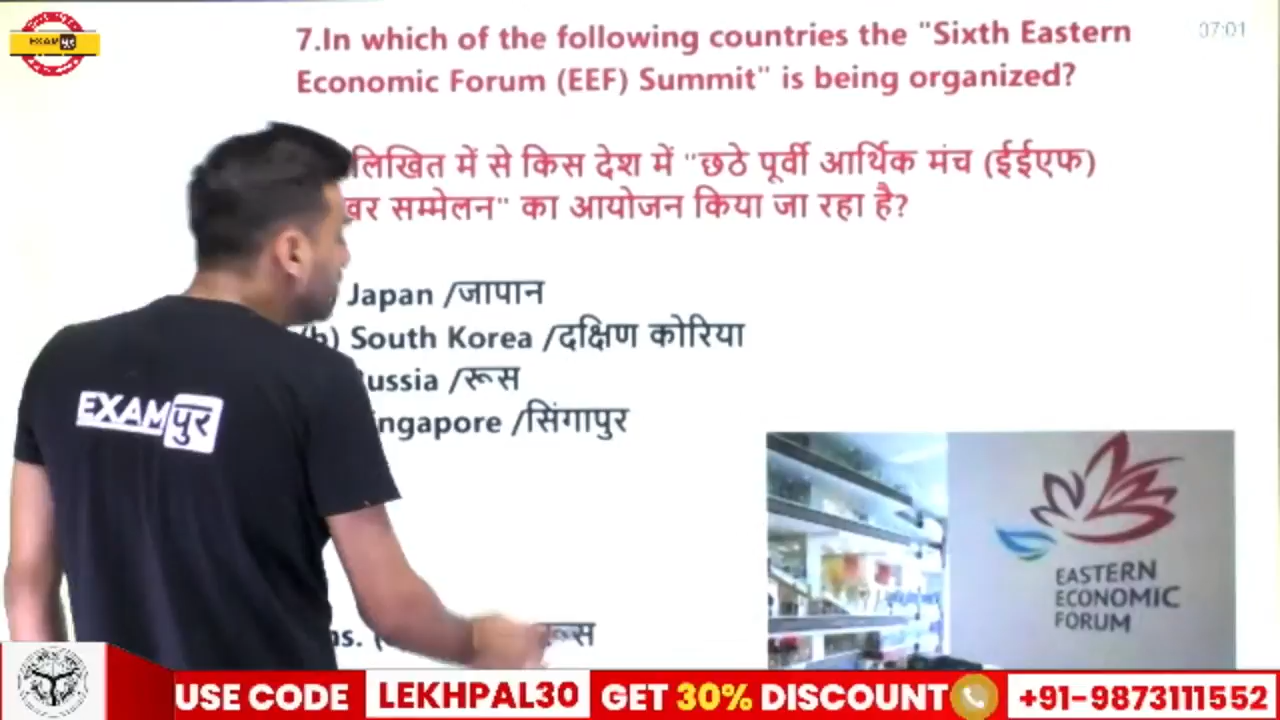 EXAMपुर
7.In which of the following countries the "Sixth Eastern
Economic Forum (EEF) Summit" is being organized?
07:01
लिखित में से किस देश में "छठे पूर्वी आर्थिक मंच (ईईएफ)
सम्मेलन" का आयोजन किया जा रहा है?
Japan /जापान
(b) South Korea /दक्षिण कोरिया
/रूस
/सिंगापुर
EXAMपुर
EASTERN
ECONOMIC
FORUM
USE CODE LEKHPAL30 GET 30% DISCOUNT +91-9873111552